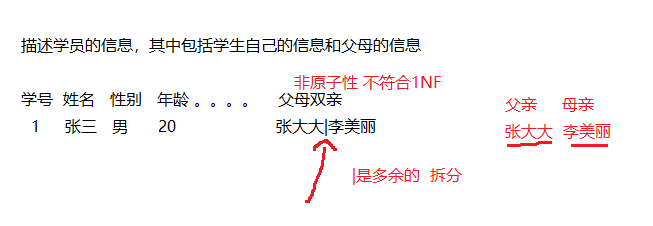 描述学员的信息，其中包括学生自己的信息和父母的信息
非原子性 不符合1NF
学号 姓名 性别 年龄 。。。。 父母双亲
父亲 母亲
1 张三 男 20 张大大|李美丽
张大大 李美丽
|是多余的 拆分